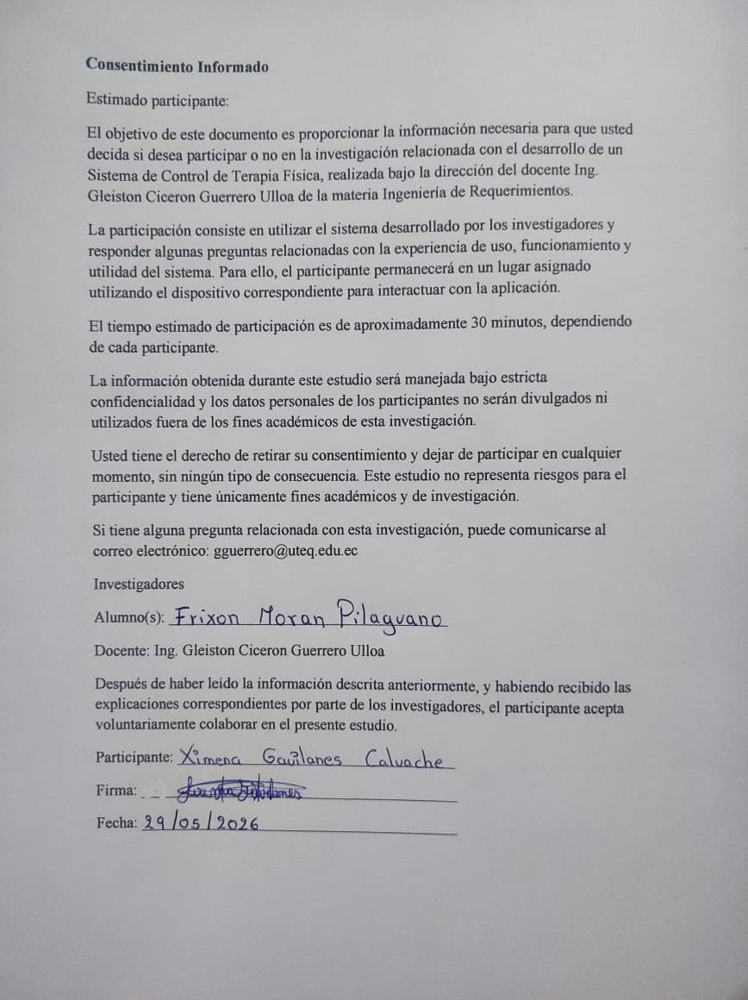 Consentimiento Informado
Estimado participante:
El objetivo de este documento es proporcionar la información necesaria para que usted
decida si desea participar o no en la investigación relacionada con el desarrollo de un
Sistema de Control de Terapia Física, realizada bajo la dirección del docente Ing.
Gleiston Ciceron Guerrero Ulloa de la materia Ingeniería de Requerimientos.
La participación consiste en utilizar el sistema desarrollado por los investigadores y
responder algunas preguntas relacionadas con la experiencia de uso, funcionamiento y
utilidad del sistema. Para ello, el participante permanecerá en un lugar asignado
utilizando el dispositivo correspondiente para interactuar con la aplicación.
El tiempo estimado de participación es de aproximadamente 30 minutos, dependiendo
de cada participante.
La información obtenida durante este estudio será manejada bajo estricta
confidencialidad y los datos personales de los participantes no serán divulgados ni
utilizados fuera de los fines académicos de esta investigación.
Usted tiene el derecho de retirar su consentimiento y dejar de participar en cualquier
momento, sin ningún tipo de consecuencia. Este estudio no representa riesgos para el
participante y tiene únicamente fines académicos y de investigación.
Si tiene alguna pregunta relacionada con esta investigación, puede comunicarse al
correo electrónico: gguerrero@uteq.edu.ec
Investigadores
Alumno(s): Frixon Moran Pilaguano
Docente: Ing. Gleiston Ciceron Guerrero Ulloa
Después de haber leído la información descrita anteriormente, y habiendo recibido las
explicaciones correspondientes por parte de los investigadores, el participante acepta
voluntariamente colaborar en el presente estudio.
Participante: Ximena Gavilanes Calvache
Firma:
Fecha: 29/05/2026